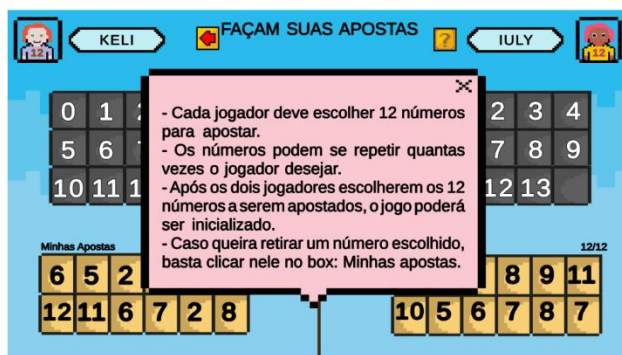 KELI
FAÇAM SUAS APOSTAS
?
IULY
12
12
0 1 2
2 3 4
5 6
7 8 9
10 11 1
12 13
- Cada jogador deve escolher 12 números
para apostar.
- Os números podem se repetir quantas
vezes o jogador desejar.
- Após os dois jogadores escolherem os 12
números a serem apostados, o jogo poderá
ser inicializado.
- Caso queira retirar um número escolhido,
basta clicar nele no box: Minhas apostas.
Minhas Apostas
12/12
6 5 2
8 9 11
12 11 6 7 2 8
10 5 6 7 8 7